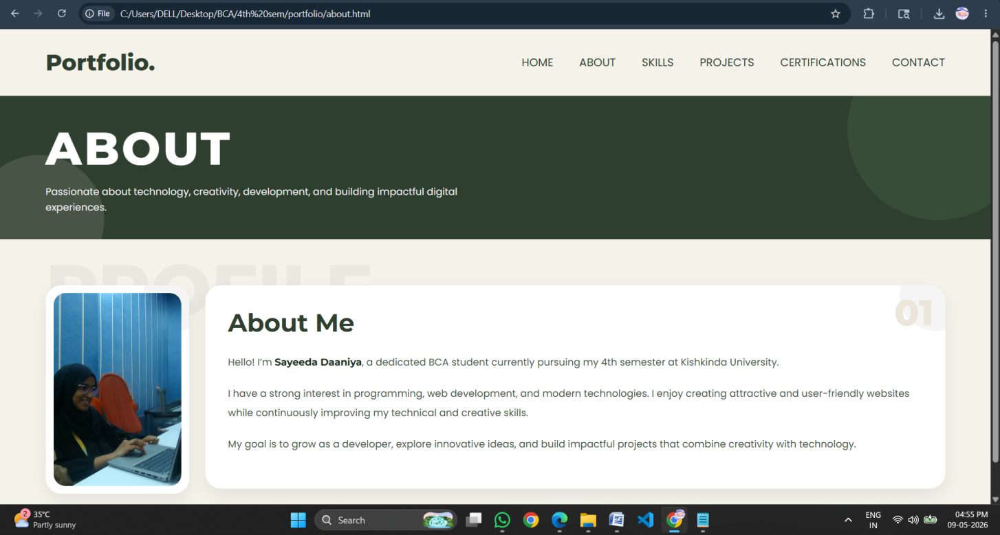 File C:/Users/DELL/Desktop/BCA/4th%20sem/portfolio/about.html
Portfolio.
HOME ABOUT SKILLS PROJECTS CERTIFICATIONS CONTACT
ABOUT
Passionate about technology, creativity, development, and building impactful digital
experiences.
PROFILE
01
About Me
Hello! I’m Sayeeda Daaniya, a dedicated BCA student currently pursuing my 4th semester at Kishkinda University.
I have a strong interest in programming, web development, and modern technologies. I enjoy creating attractive and user-friendly websites
while continuously improving my technical and creative skills.
My goal is to grow as a developer, explore innovative ideas, and build impactful projects that combine creativity with technology.
2
35°C
Partly sunny
Search
ENG
IN
04:55 PM
09-05-2026